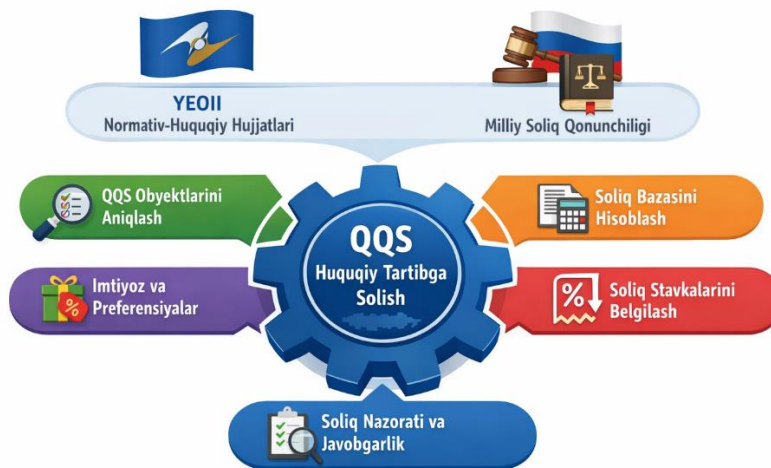 YEOII
Normativ-Huquqiy Hujjatlari
Milliy Soliq Qonunchiligi
QQS Obyektlarini
Aniqlash
Soliq Bazasini
Hisoblash
QQS
Huquqiy Tartibga
Solish
Imtiyoz va
Preferensiyalar
%
%
Soliq Stavkalarini
Belgilash
Soliq Nazorati va
Javobgarlik